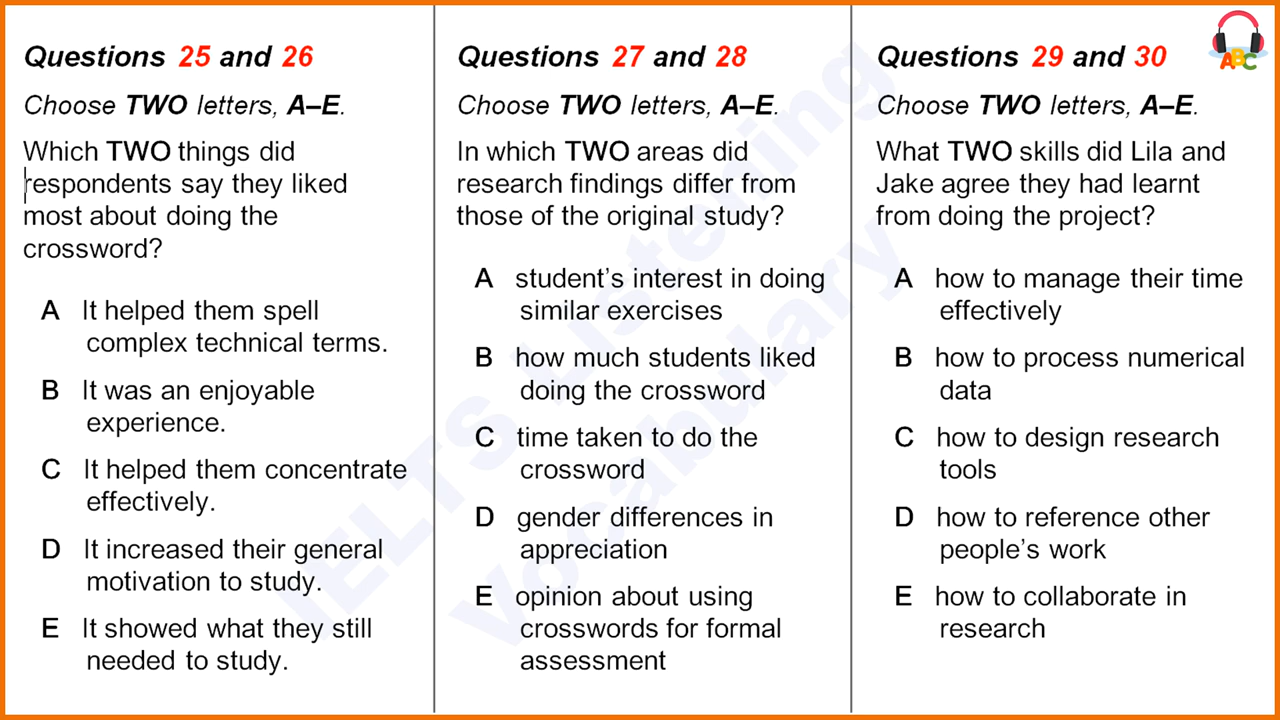 Questions 25 and 26
Choose TWO letters, A–E.
Which TWO things did
respondents say they liked
most about doing the
crossword?
A It helped them spell
complex technical terms.
B It was an enjoyable
experience.
C It helped them concentrate
effectively.
D It increased their general
motivation to study.
E It showed what they still
needed to study.
Questions 27 and 28
Choose TWO letters, A–E.
In which TWO areas did
research findings differ from
those of the original study?
A student’s interest in doing
similar exercises
B how much students liked
doing the crossword
C time taken to do the
crossword
D gender differences in
appreciation
E opinion about using
crosswords for formal
assessment
Questions 29 and 30
Choose TWO letters, A–E.
What TWO skills did Lila and
Jake agree they had learnt
from doing the project?
A how to manage their time
effectively
B how to process numerical
data
C how to design research
tools
D how to reference other
people’s work
E how to collaborate in
research
ABC
IELTS Listening
Vocabulary